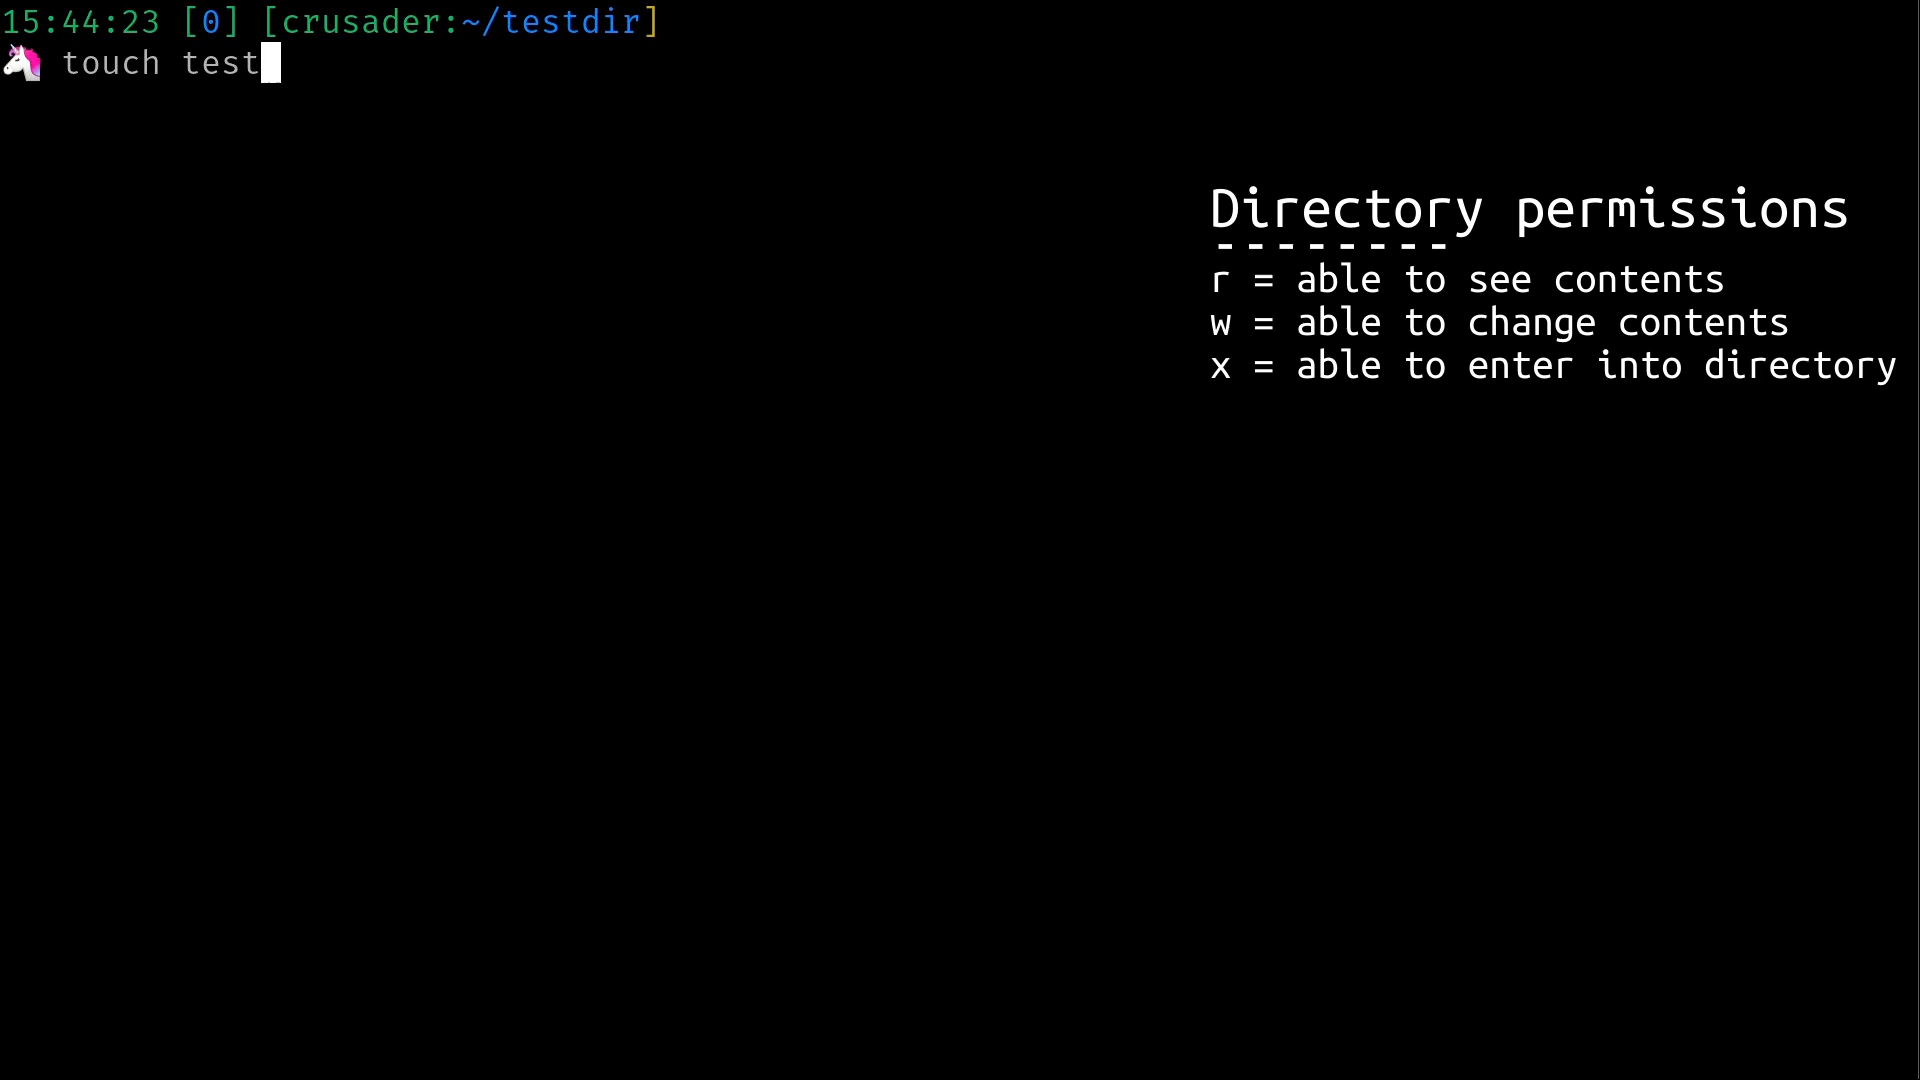 15:44:23 [0] [crusader:~/testdir]
🦄 touch test
Directory permissions
--------
r = able to see contents
w = able to change contents
x = able to enter into directory